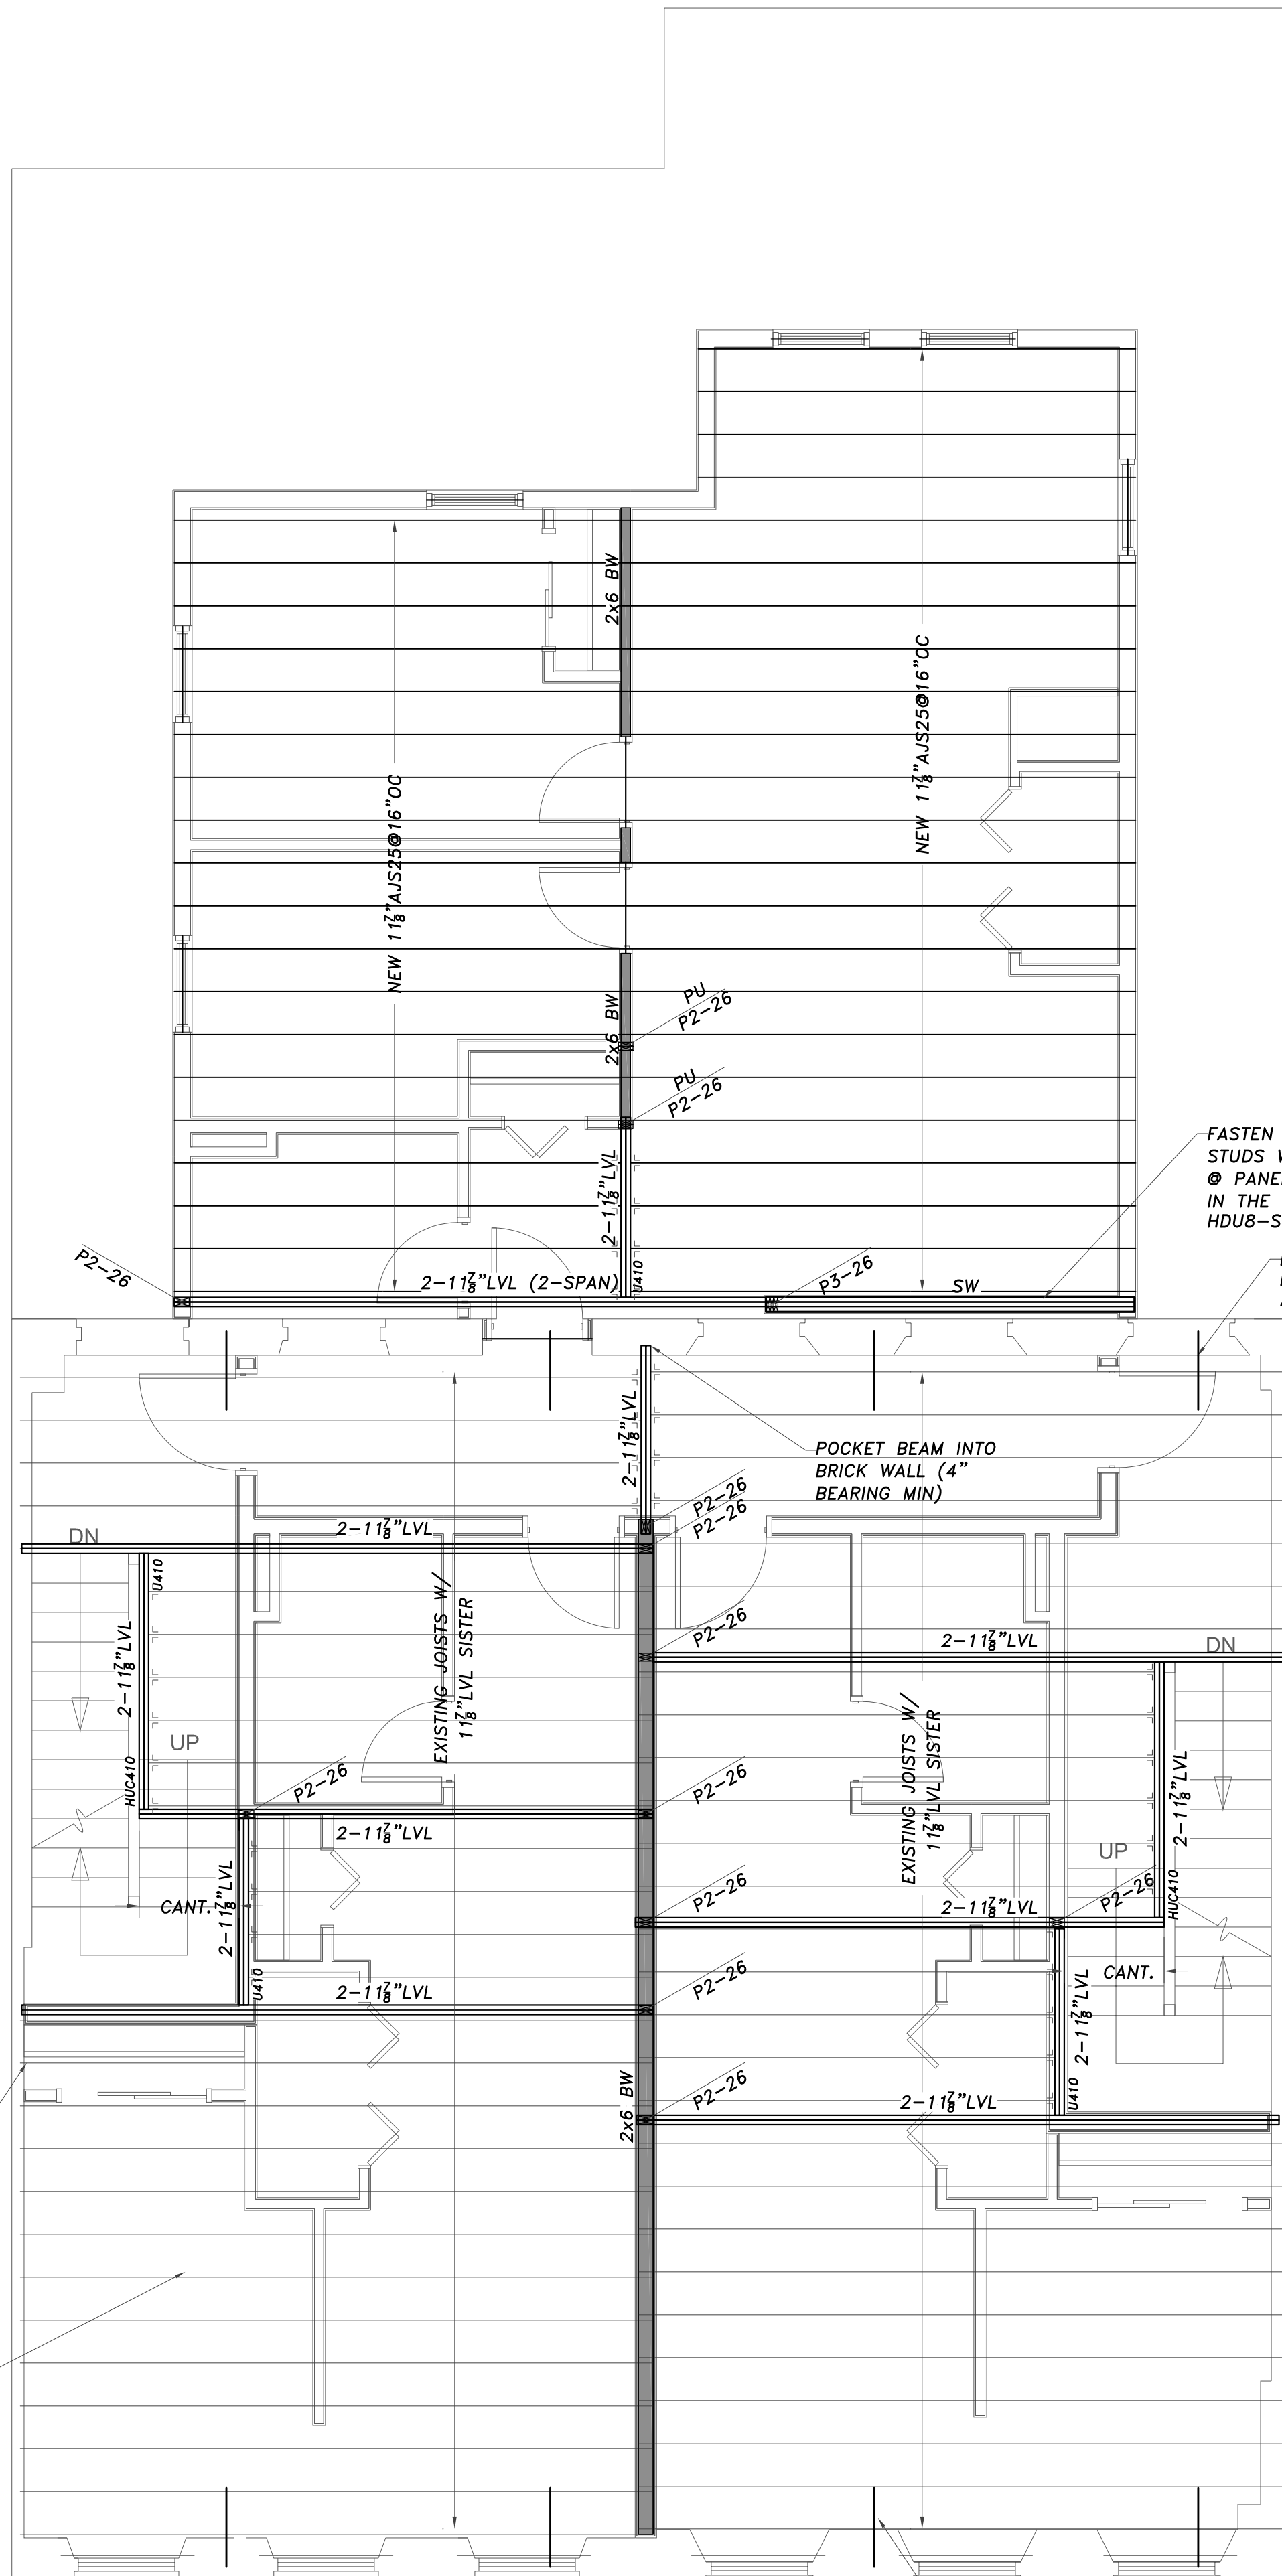 2x6 BW
NEW 11⅞"AJS25@16"OC
NEW 11⅞"AJS25@16"OC
2x6 BW
PU
P2-26
PU
P2-26
FASTEN
STUDS
@ PANE
IN THE
HDU8-S
2-11⅞"LVL
U410
P2-26
2-11⅞"LVL (2-SPAN)
P3-26
SW
2-11⅞"LVL
POCKET BEAM INTO
BRICK WALL (4"
BEARING MIN)
P2-26
P2-26
DN
2-11⅞"LVL
U410
EXISTING JOISTS W/
11⅞"LVL SISTER
P2-26
2-11⅞"LVL
DN
2-11⅞"LVL
UP
HUC410
P2-26
2-11⅞"LVL
P2-26
EXISTING JOISTS W/
11⅞"LVL SISTER
2-11⅞"LVL
UP
HUC410
CANT.
2-11⅞"LVL
U410
P2-26
2-11⅞"LVL
P2-26
2-11⅞"LVL
P2-26
CANT.
2-11⅞"LVL
U410
2x6 BW
P2-26
2-11⅞"LVL